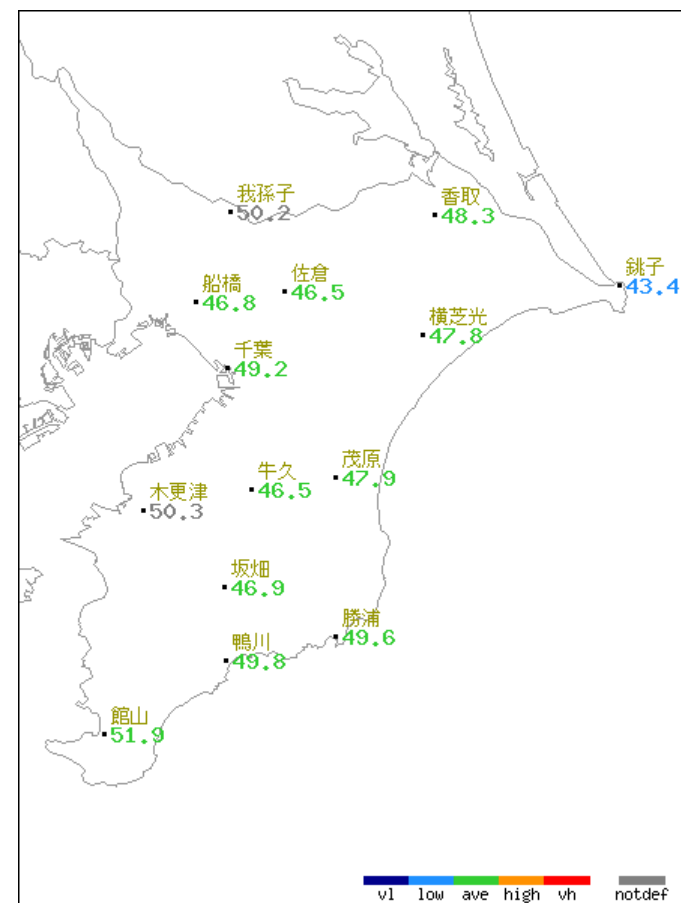 我孫子
50.2
香取
48.3
銚子
43.4
船橋
46.8
佐倉
46.5
横芝光
47.8
千葉
49.2
牛久
46.5
茂原
47.9
木更津
50.3
坂畑
46.9
勝浦
49.6
鴨川
49.8
館山
51.9
vl low ave high vh notdef